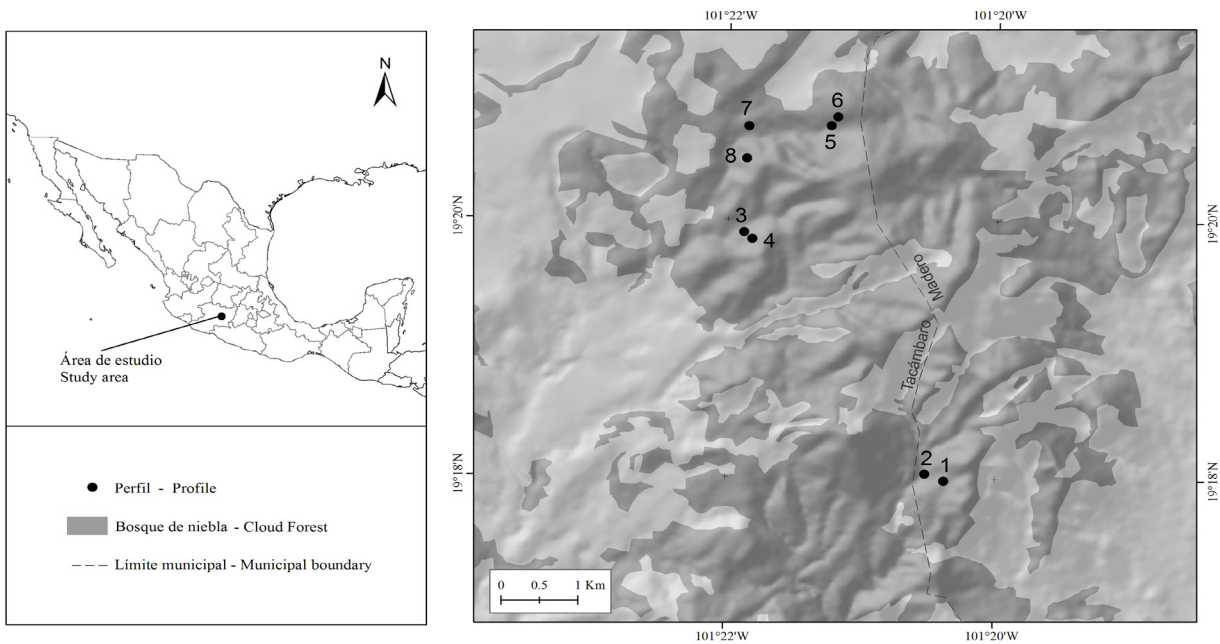 N
Área de estudio
Study area
Perfil - Profile
Bosque de niebla - Cloud Forest
Límite municipal - Municipal boundary
101°22'W
101°20'W
19°20'N
19°20'N
7
6
5
8
3
4
Madero
Tacámbaro
2
1
19°18'N
19°18'N
0 0.5 1 Km
101°22'W
101°20'W